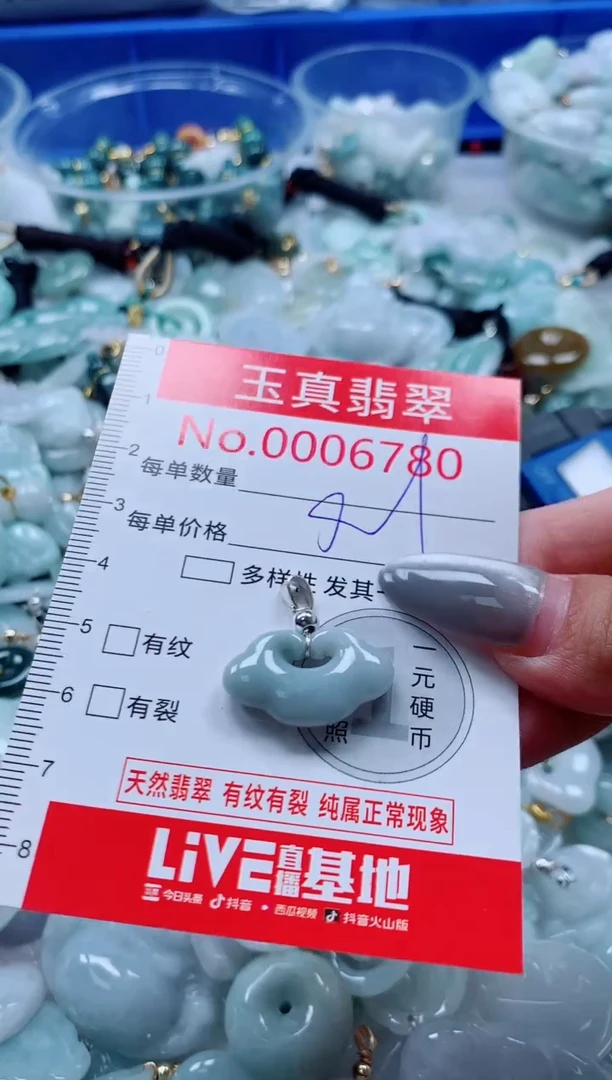 0
1
2
3
4
5
6
7
8
玉真翡翠
No.0006780
每单数量
每单价格
多样性 发其一
有纹
有裂
一元硬币
照
天然翡翠 有纹有裂 纯属正常现象
LiVE直播基地
今日头条 抖音 西瓜视频 抖音火山版